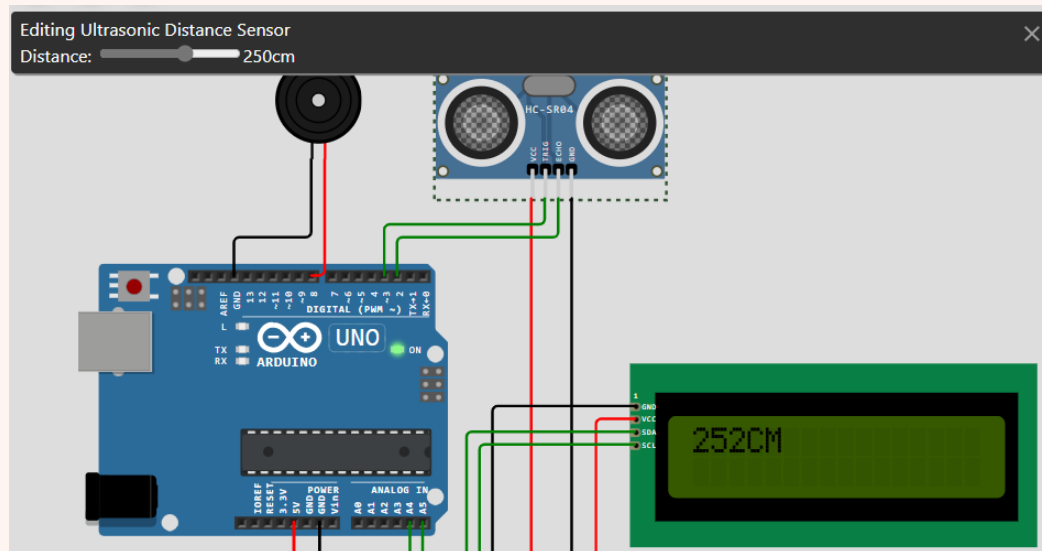 Editing Ultrasonic Distance Sensor
Distance: 250cm
HC-SR04
VCC
TRIG
ECHO
GND
AREF
GND
13
12
~11
~10
~9
8
7
~6
~5
4
~3
2
TX→1
RX←0
DIGITAL (PWM ~)
L
TX
RX
UNO
ON
ARDUINO
1
GND
VCC
SDA
SCL
252CM
POWER
ANALOG IN
IOREF
RESET
3.3V
5V
GND
GND
Vin
A0
A1
A2
A3
A4
A5